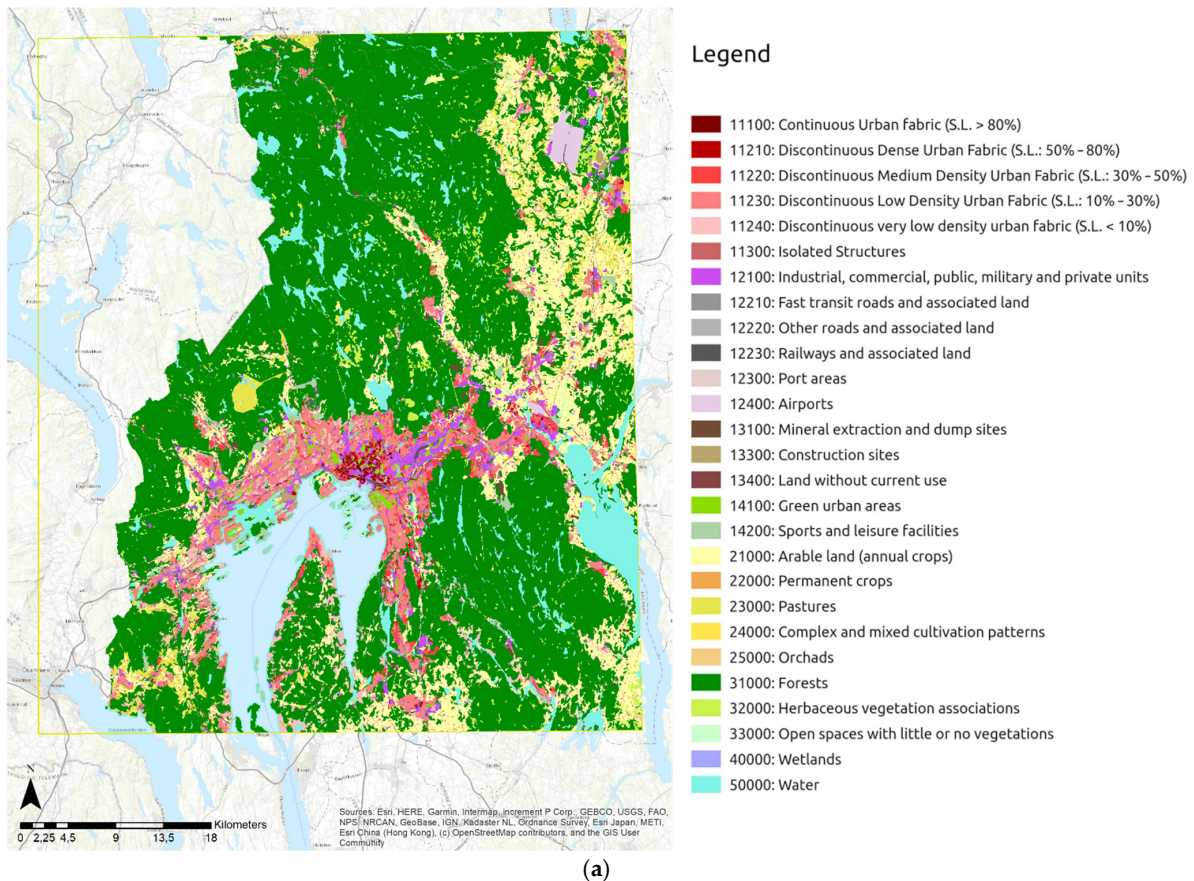 Legend
11100: Continuous Urban fabric (S.L. > 80%)
11210: Discontinuous Dense Urban Fabric (S.L.: 50% – 80%)
11220: Discontinuous Medium Density Urban Fabric (S.L.: 30% – 50%)
11230: Discontinuous Low Density Urban Fabric (S.L.: 10% – 30%)
11240: Discontinuous very low density urban fabric (S.L. < 10%)
11300: Isolated Structures
12100: Industrial, commercial, public, military and private units
12210: Fast transit roads and associated land
12220: Other roads and associated land
12230: Railways and associated land
12300: Port areas
12400: Airports
13100: Mineral extraction and dump sites
13300: Construction sites
13400: Land without current use
14100: Green urban areas
14200: Sports and leisure facilities
21000: Arable land (annual crops)
22000: Permanent crops
23000: Pastures
24000: Complex and mixed cultivation patterns
25000: Orchads
31000: Forests
32000: Herbaceous vegetation associations
33000: Open spaces with little or no vegetations
40000: Wetlands
50000: Water
N
Kilometers
0 2,25 4,5 9 13,5 18
Sources: Esri, HERE, Garmin, Intermap, increment P Corp., GEBCO, USGS, FAO,
NPS, NRCAN, GeoBase, IGN, Kadaster NL, Ordnance Survey, Esri Japan, METI,
Esri China (Hong Kong), (c) OpenStreetMap contributors, and the GIS User
Community
(a)